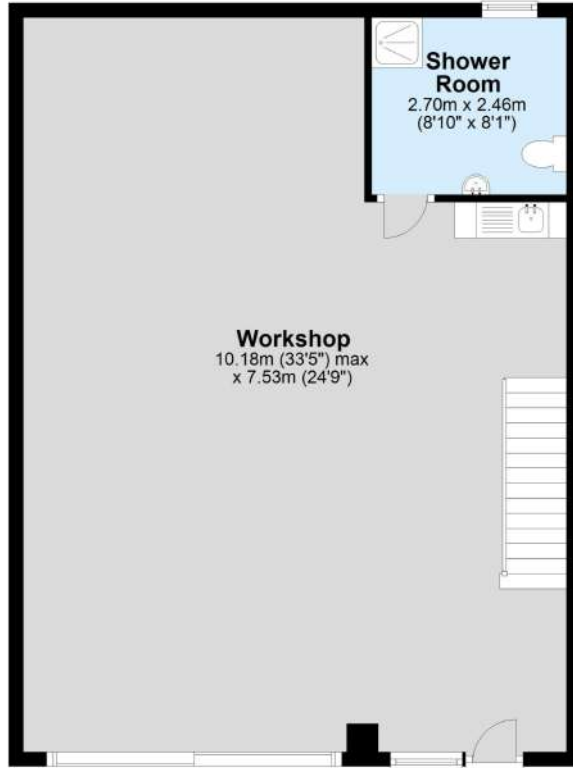 Shower
Room
2.70m x 2.46m
(8'10" x 8'1")
Workshop
10.18m (33'5") max
x 7.53m (24'9")